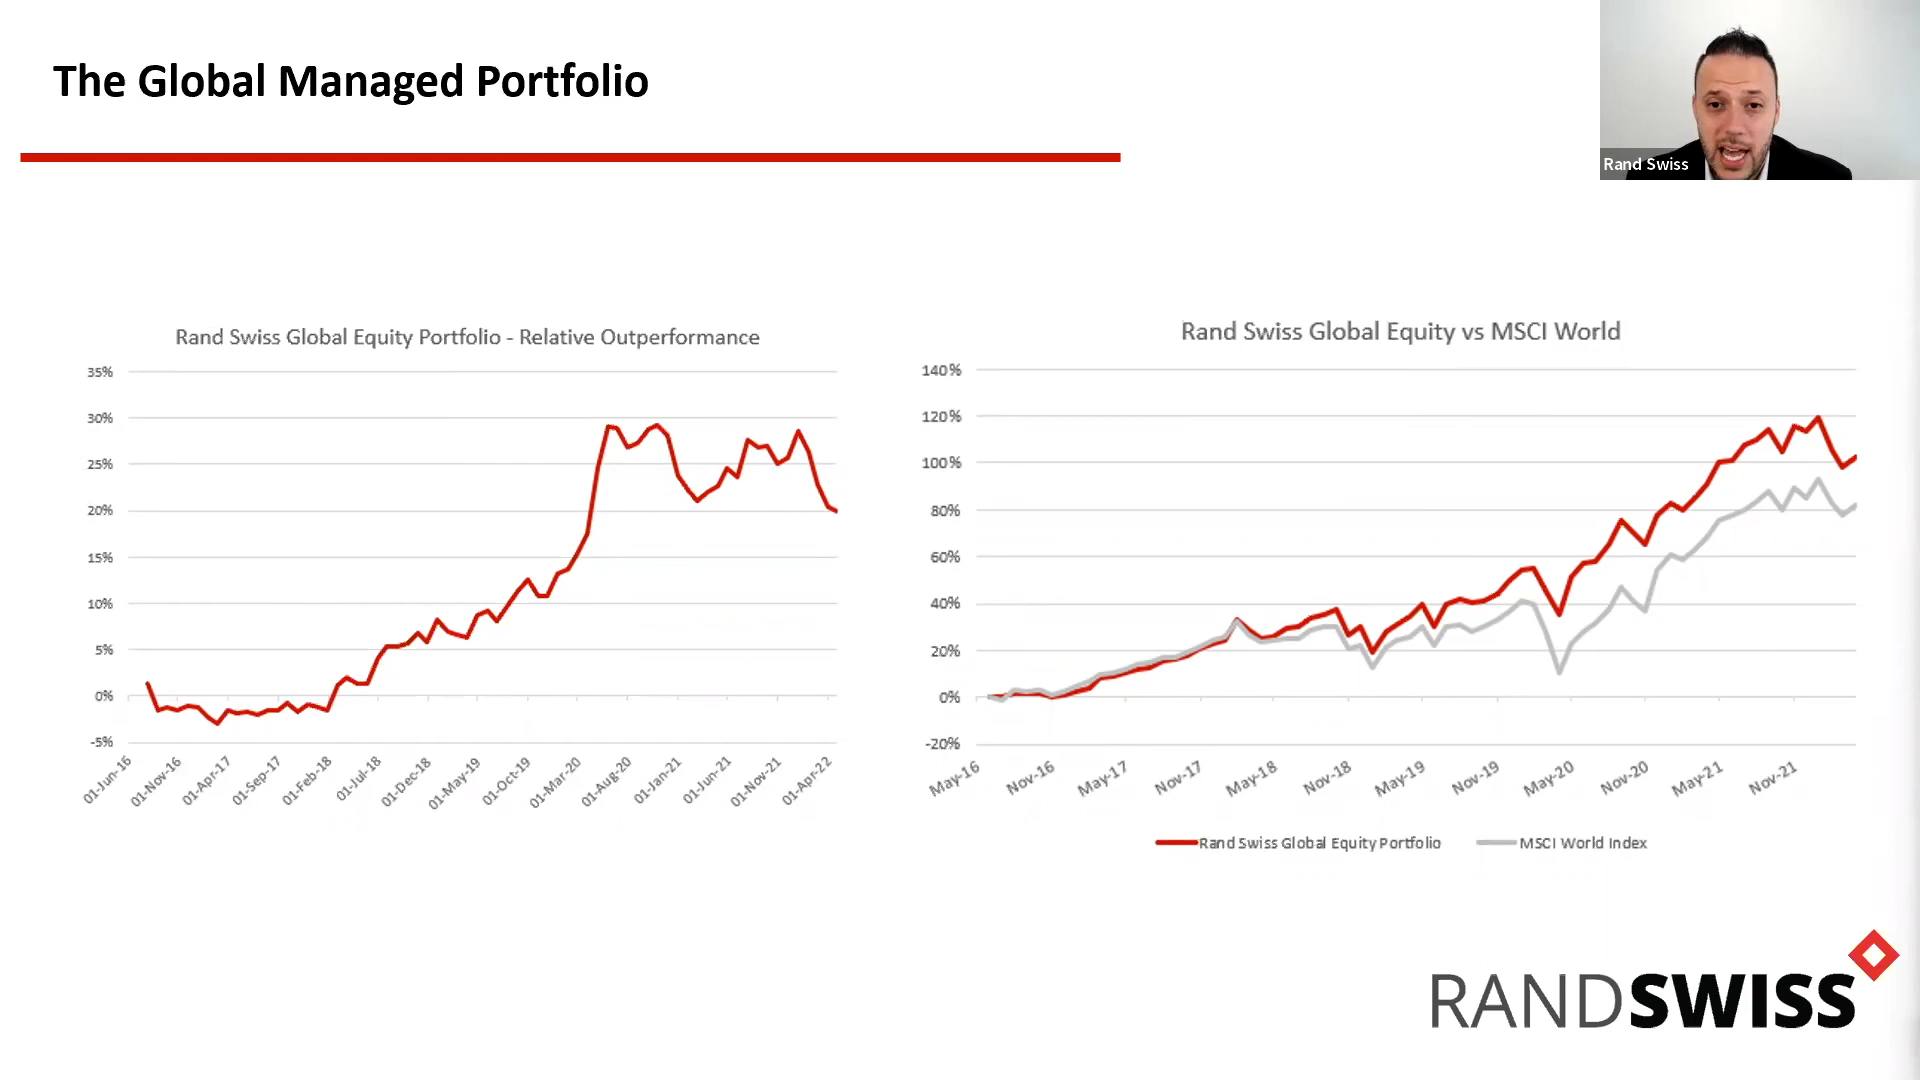 The Global Managed Portfolio
Rand Swiss
Rand Swiss Global Equity Portfolio - Relative Outperformance
35%
30%
25%
20%
15%
10%
5%
0%
-5%
01-Jun-16
01-Nov-16
01-Apr-17
01-Sep-17
01-Feb-18
01-Jul-18
01-Dec-18
01-May-19
01-Oct-19
01-Mar-20
01-Aug-20
01-Jan-21
01-Jun-21
01-Nov-21
01-Apr-22
Rand Swiss Global Equity vs MSCI World
140%
120%
100%
80%
60%
40%
20%
0%
-20%
May-16
Nov-16
May-17
Nov-17
May-18
Nov-18
May-19
Nov-19
May-20
Nov-20
May-21
Nov-21
Rand Swiss Global Equity Portfolio
MSCI World Index
RANDSWISS